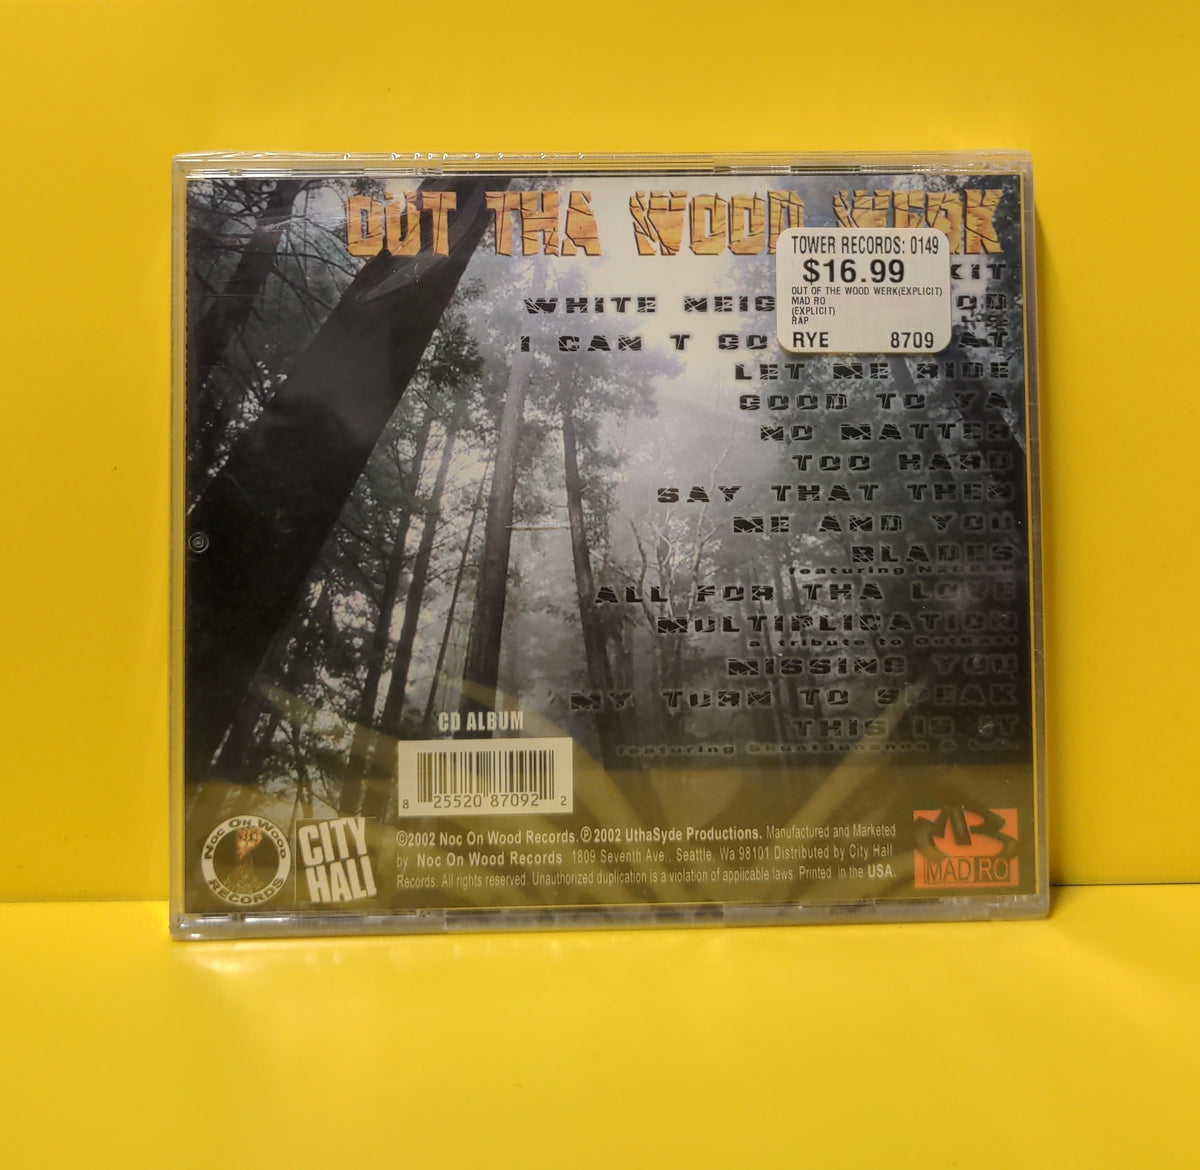 OUT THA WOOD WERK
TOWER RECORDS: 0149
$16.99
OUT OF THE WOOD WERK(EXPLICIT)
MAD RO
(EXPLICIT)
RAP
RYE 8709
KIT
WHITE NEIG OD
I CAN T GO AT
LET ME RIDE
GOOD TO YA
NO MATTER
TOO HARD
SAY THAT THEN
ME AND YOU
BLADES
featuring
ALL FOR THA LOVE
MULTIPLICATION
a tribute to OutKast
MISSING YOU
MY TURN TO SPEAK
THIS IS IT
featuring Skuntdunanna &
CD ALBUM
8 25520 87092 2
NOC ON WOOD
RECORDS
CITY
HALL
©2002 Noc On Wood Records. ℗2002 UthaSyde Productions. Manufactured and Marketed
by Noc On Wood Records 1809 Seventh Ave., Seattle, Wa 98101 Distributed by City Hall
Records. All rights reserved. Unauthorized duplication is a violation of applicable laws. Printed in the USA.
MR
MAD RO